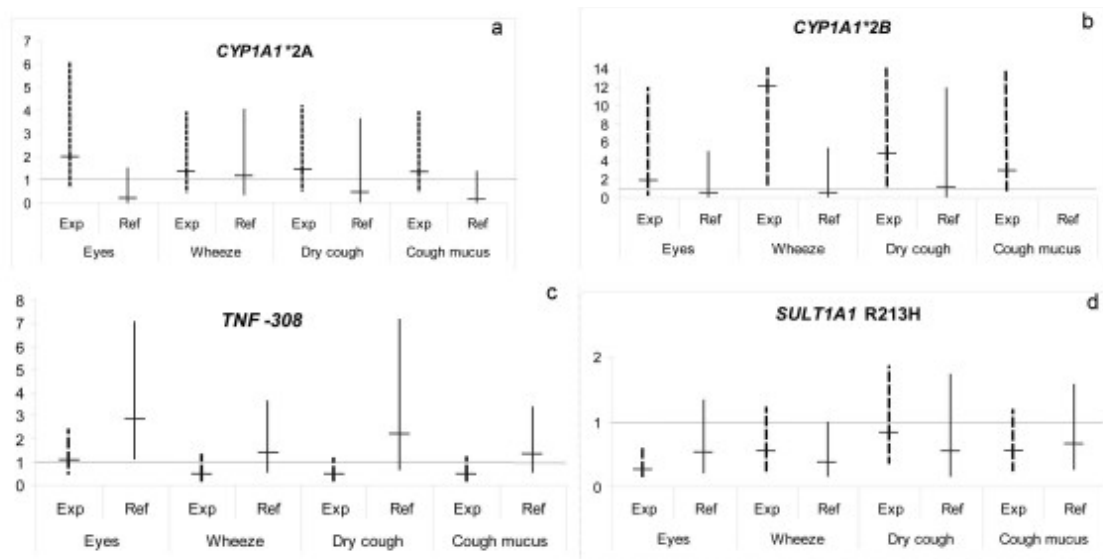 a
CYP1A1*2A
7
6
5
4
3
2
1
0
Exp Ref Exp Ref Exp Ref Exp Ref
Eyes Wheeze Dry cough Cough mucus
b
CYP1A1*2B
14
12
10
8
6
4
2
0
Exp Ref Exp Ref Exp Ref Exp Ref
Eyes Wheeze Dry cough Cough mucus
c
TNF -308
8
7
6
5
4
3
2
1
0
Exp Ref Exp Ref Exp Ref Exp Ref
Eyes Wheeze Dry cough Cough mucus
d
SULT1A1 R213H
2
1
0
Exp Ref Exp Ref Exp Ref Exp Ref
Eyes Wheeze Dry cough Cough mucus